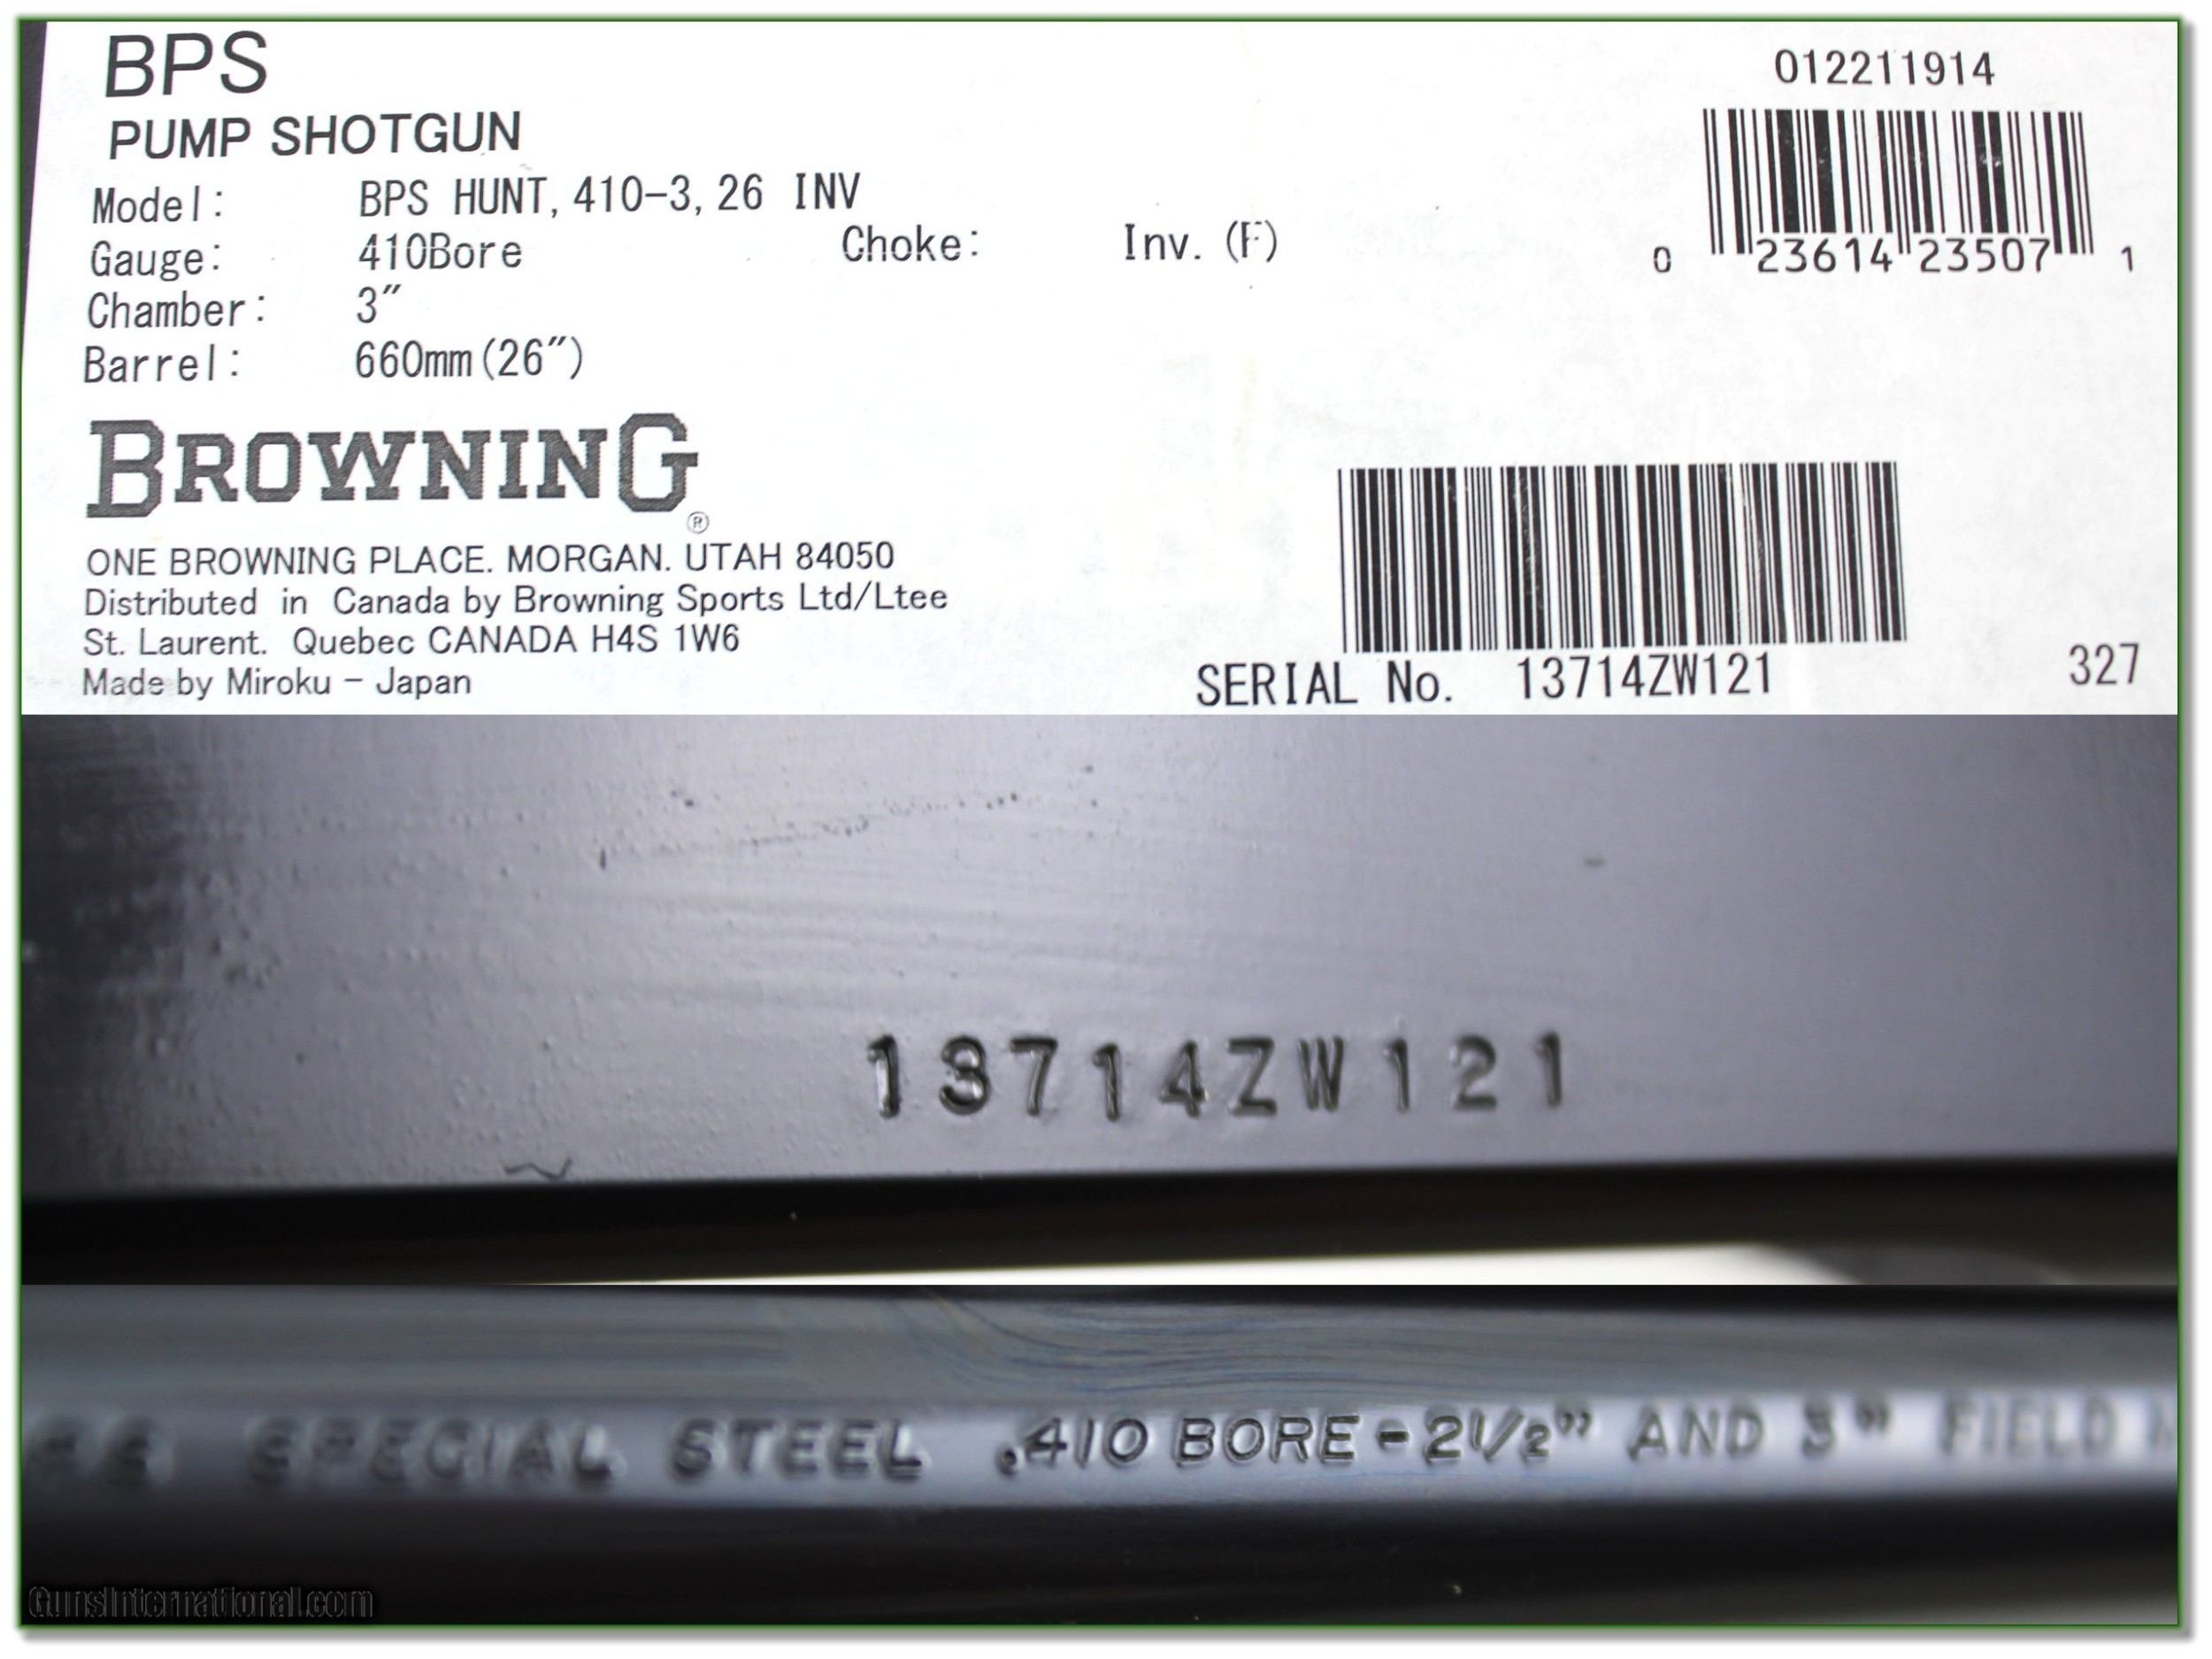 BPS
PUMP SHOTGUN
Model: BPS HUNT, 410-3, 26 INV
Gauge: 410Bore Choke: Inv. (F)
Chamber: 3"
Barrel: 660mm(26")
012211914
0 23614 23507 1
BROWNING®
ONE BROWNING PLACE. MORGAN. UTAH 84050
Distributed in Canada by Browning Sports Ltd/Ltee
St. Laurent. Quebec CANADA H4S 1W6
Made by Miroku - Japan
SERIAL No. 13714ZW121
327
13714ZW121
SPECIAL STEEL .410 BORE-2 1/2" AND 3" FIELD
GunsInternational.com